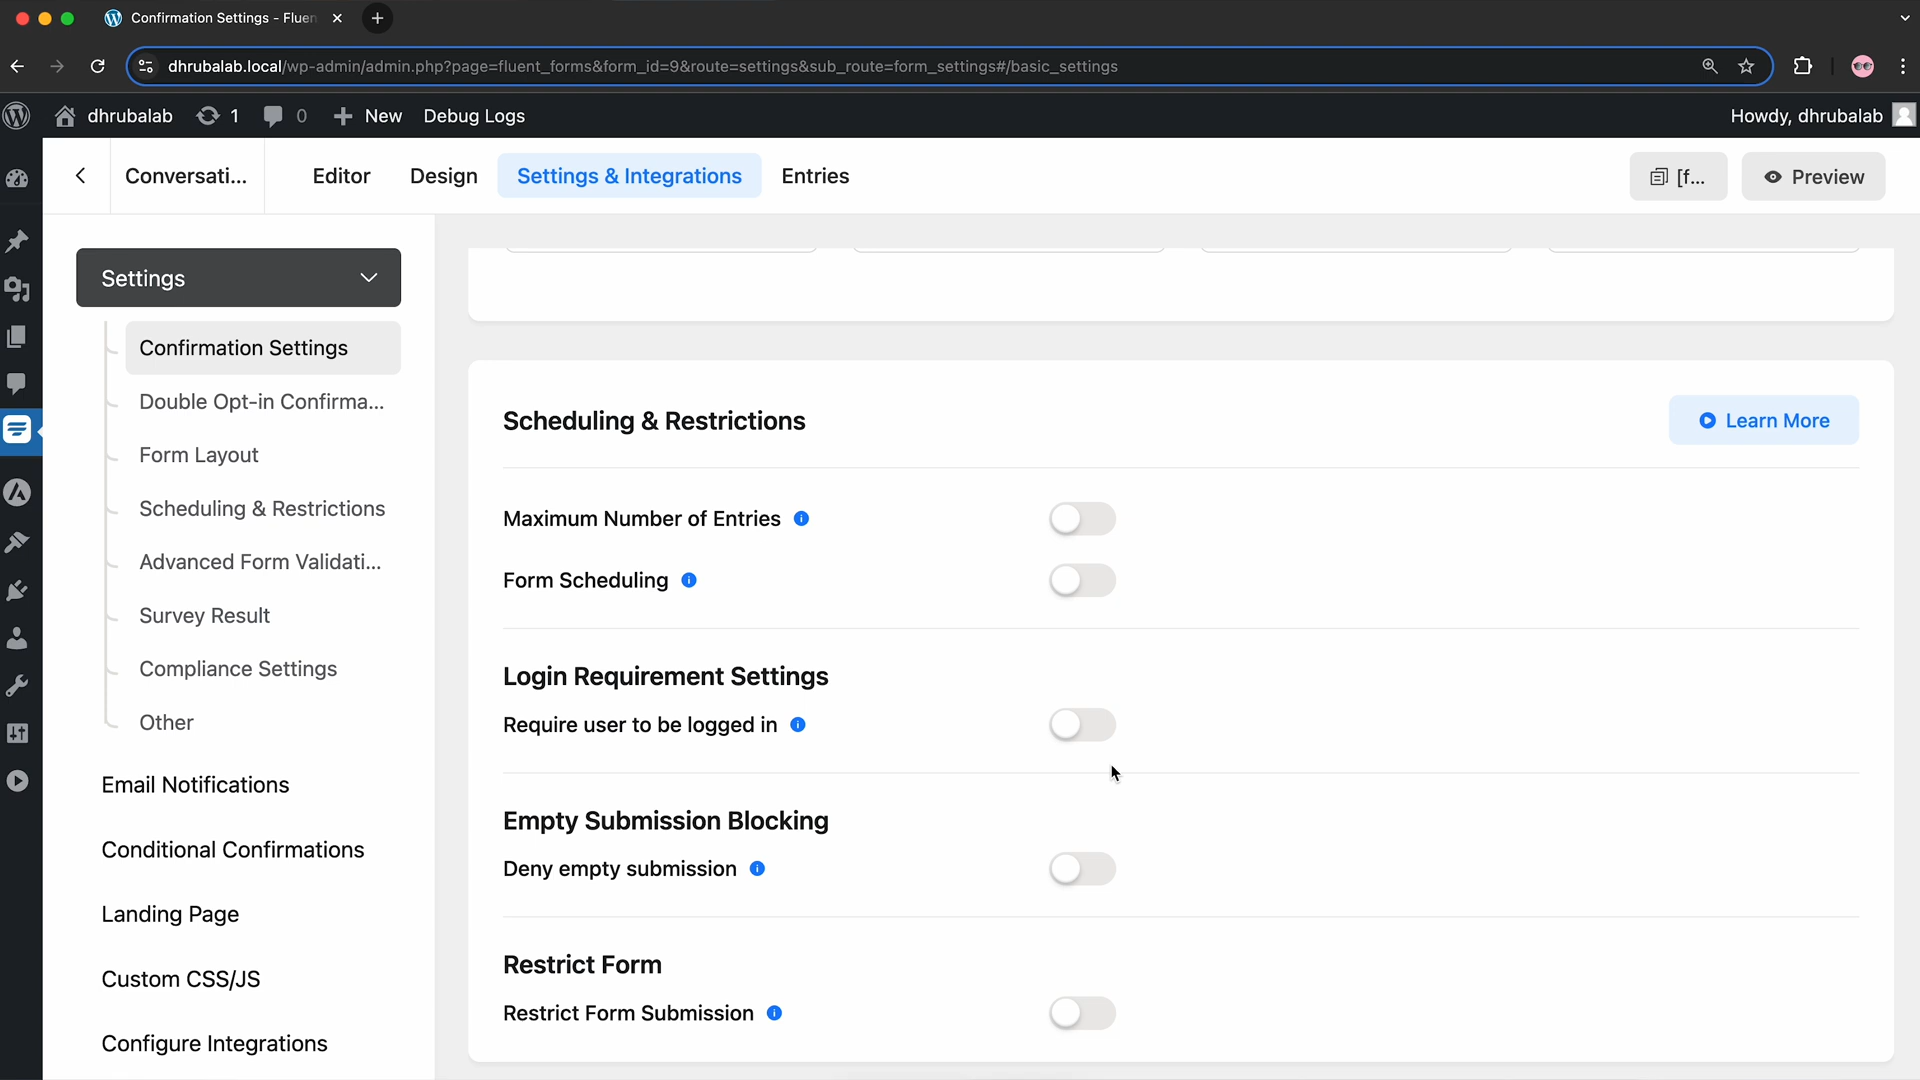 Confirmation Settings - Fluen
dhrubalab.local/wp-admin/admin.php?page=fluent_forms&form_id=9&route=settings&sub_route=form_settings#/basic_settings
dhrubalab 1 0 New Debug Logs Howdy, dhrubalab
Conversati... Editor Design Settings & Integrations Entries [f... Preview
Settings
Confirmation Settings
Double Opt-in Confirma...
Form Layout
Scheduling & Restrictions
Advanced Form Validati...
Survey Result
Compliance Settings
Other
Email Notifications
Conditional Confirmations
Landing Page
Custom CSS/JS
Configure Integrations
Scheduling & Restrictions Learn More
Maximum Number of Entries
Form Scheduling
Login Requirement Settings
Require user to be logged in
Empty Submission Blocking
Deny empty submission
Restrict Form
Restrict Form Submission